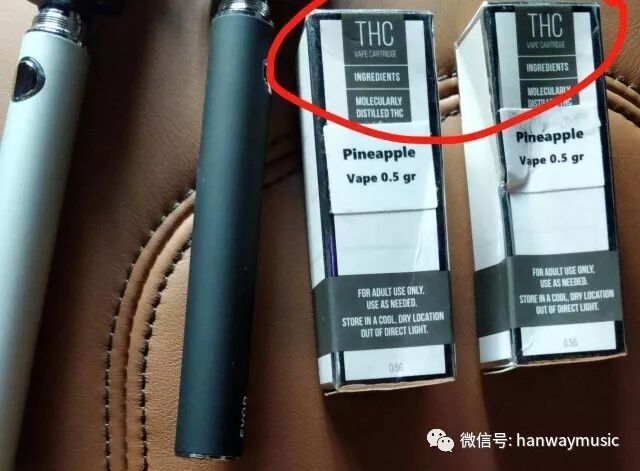 THC
VAPE CARTRIDGE
INGREDIENTS
MOLECULARLY
DISTILLED THC
Pineapple
Vape 0.5 gr
FOR ADULT USE ONLY,
USE AS NEEDED.
STORE IN A COOL, DRY LOCATION
OUT OF DIRECT LIGHT.
0.5G
THC
VAPE CARTRIDGE
INGREDIENTS
MOLECULARLY
DISTILLED THC
Pineapple
Vape 0.5 gr
FOR ADULT USE ONLY,
USE AS NEEDED.
STORE IN A COOL, DRY LOCATION
OUT OF DIRECT LIGHT.
0.5G
EVOD
微信号: hanwaymusic